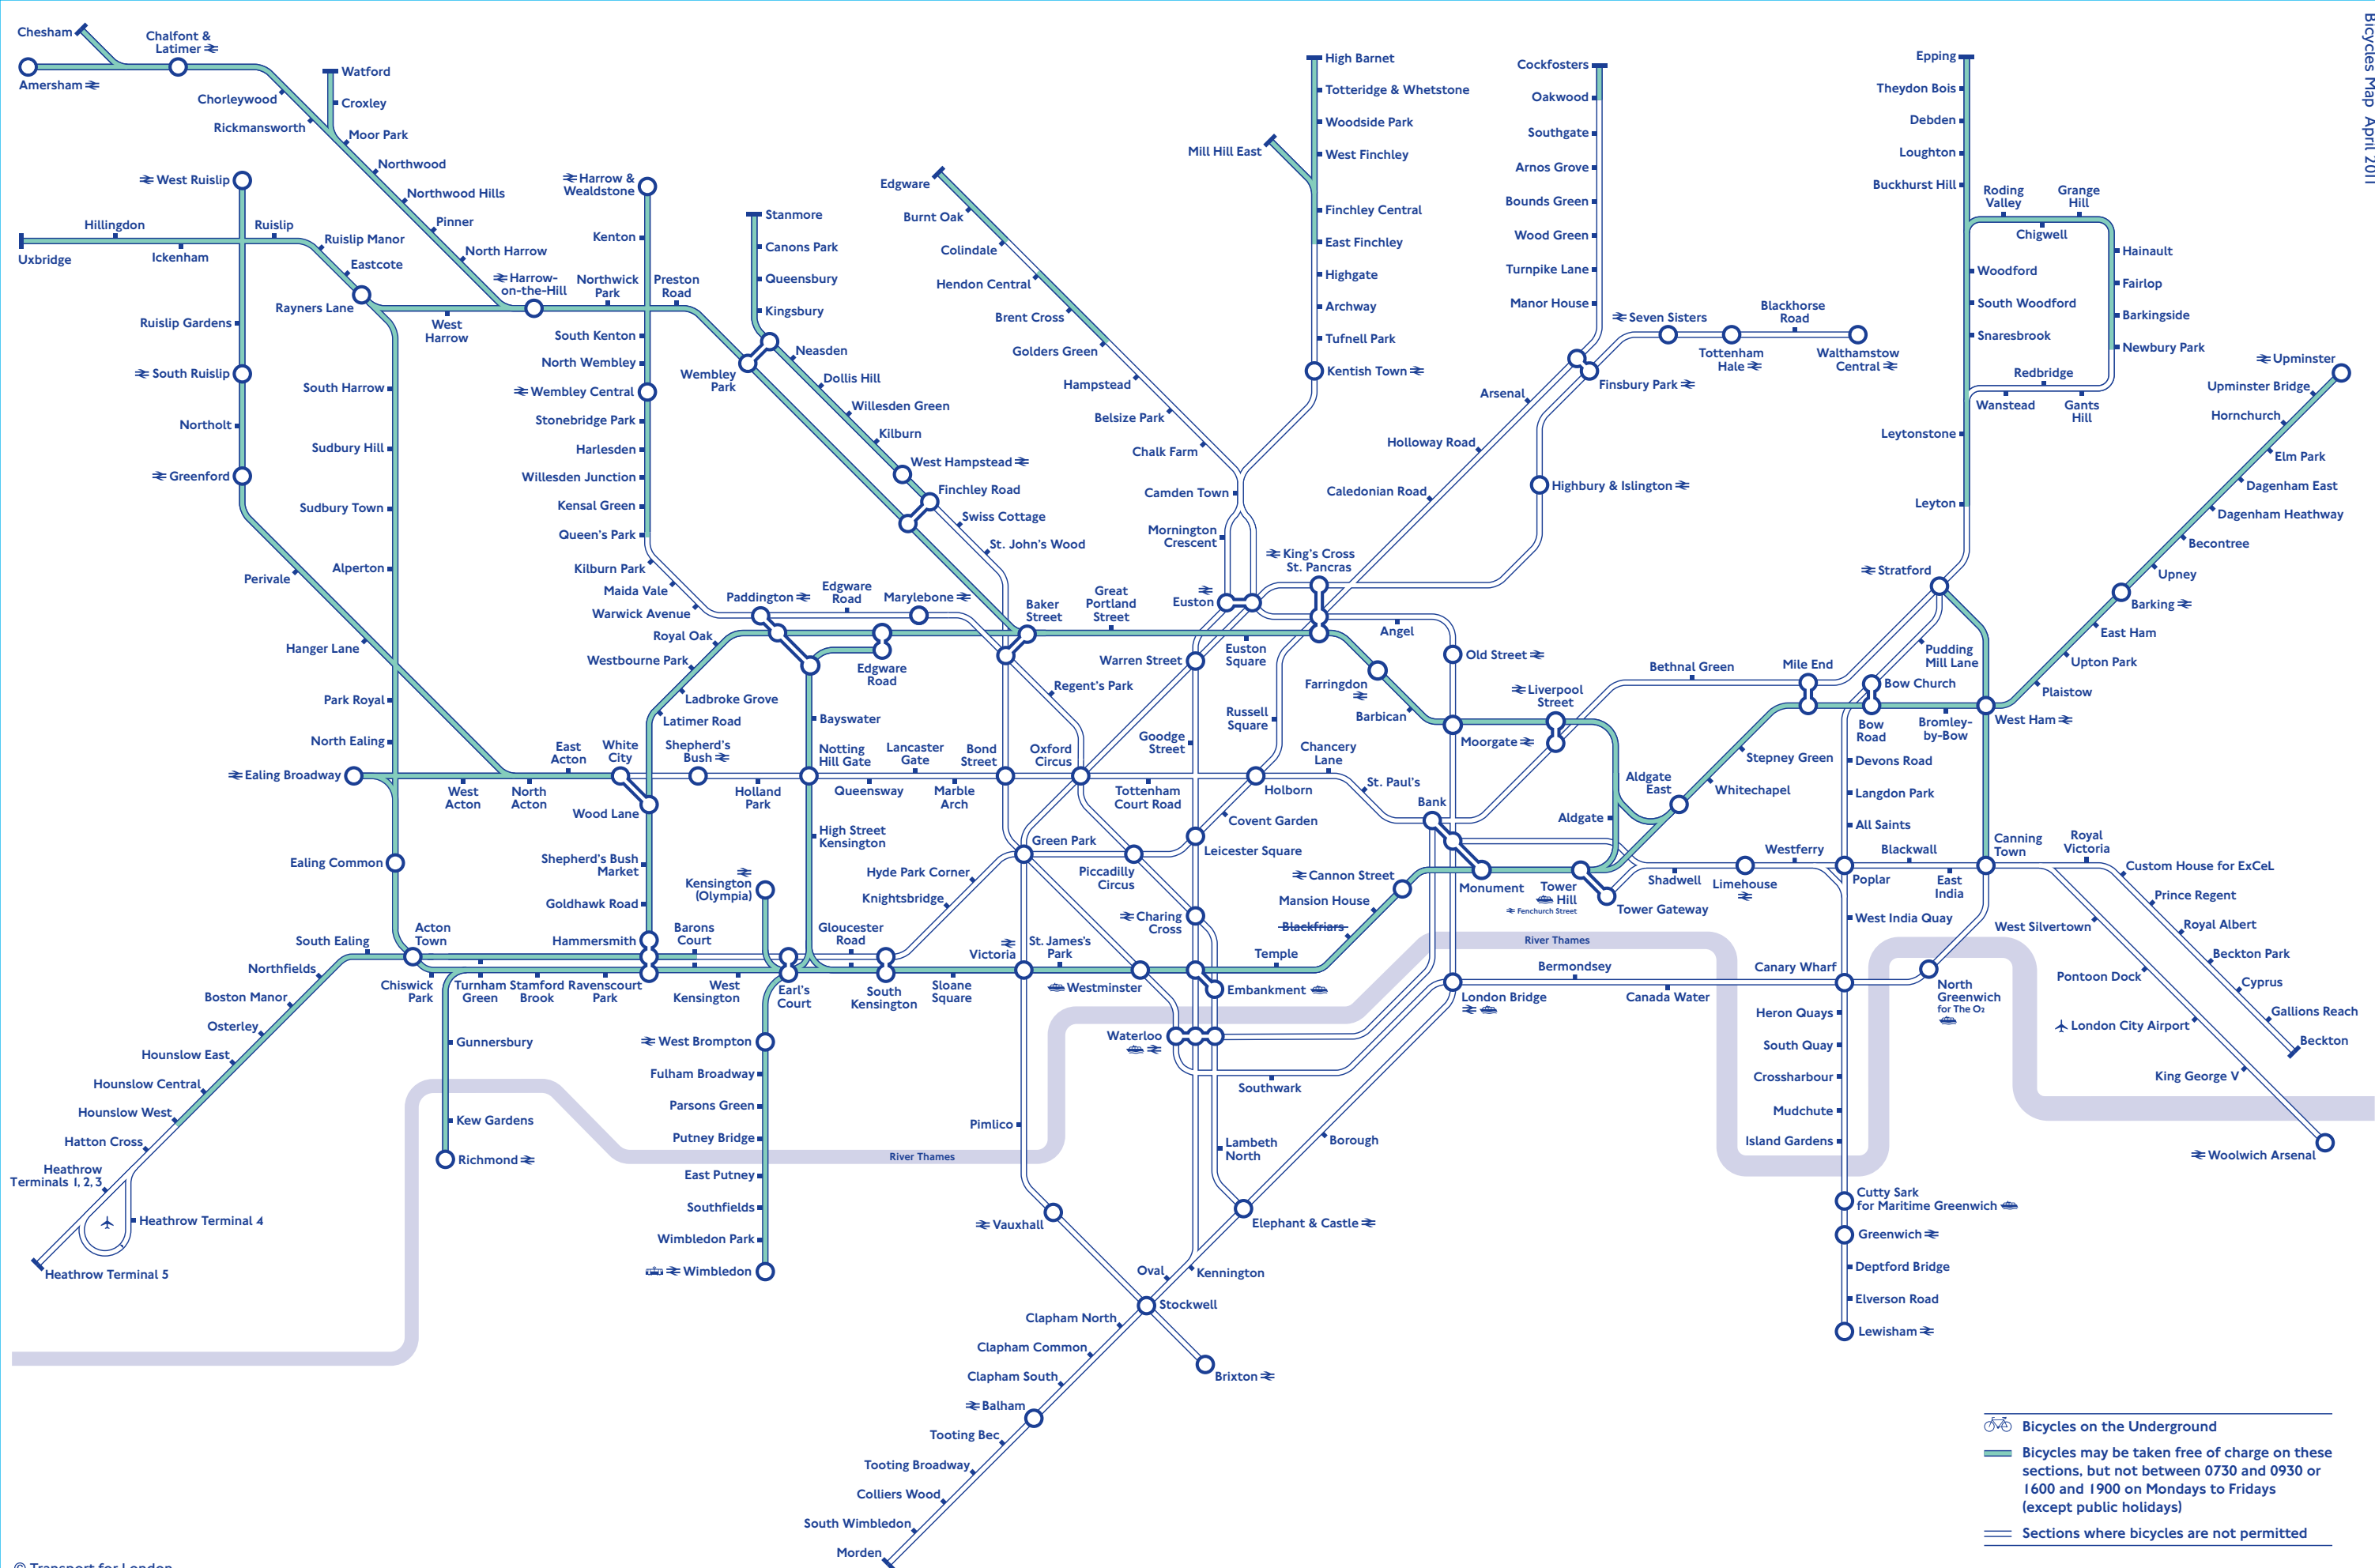 Bicycles Map April 2011
Chesham
Chalfont &
Latimer
Amersham
Watford
Croxley
Chorleywood
Rickmansworth
Moor Park
Northwood
Northwood Hills
Pinner
North Harrow
Harrow-
on-the-Hill
Northwick
Park
Preston
Road
West Ruislip
Hillingdon
Ruislip
Ruislip Manor
Eastcote
Uxbridge
Ickenham
Rayners Lane
West
Harrow
Ruislip Gardens
South Ruislip
Northolt
Greenford
Perivale
Hanger Lane
South Harrow
Sudbury Hill
Sudbury Town
Alperton
Park Royal
North Ealing
Ealing Broadway
Ealing Common
Harrow &
Wealdstone
Kenton
South Kenton
North Wembley
Wembley Central
Stonebridge Park
Harlesden
Willesden Junction
Kensal Green
Queen's Park
Kilburn Park
Maida Vale
Warwick Avenue
Royal Oak
Westbourne Park
Ladbroke Grove
Latimer Road
Stanmore
Canons Park
Queensbury
Kingsbury
Wembley
Park
Neasden
Dollis Hill
Willesden Green
Kilburn
West Hampstead
Finchley Road
Swiss Cottage
St. John's Wood
Edgware
Burnt Oak
Colindale
Hendon Central
Brent Cross
Golders Green
Hampstead
Belsize Park
Chalk Farm
Camden Town
Mornington
Crescent
Mill Hill East
High Barnet
Totteridge & Whetstone
Woodside Park
West Finchley
Finchley Central
East Finchley
Highgate
Archway
Tufnell Park
Kentish Town
Cockfosters
Oakwood
Southgate
Arnos Grove
Bounds Green
Wood Green
Turnpike Lane
Manor House
Seven Sisters
Blackhorse
Road
Tottenham
Hale
Walthamstow
Central
Finsbury Park
Arsenal
Holloway Road
Caledonian Road
Highbury & Islington
Epping
Theydon Bois
Debden
Loughton
Buckhurst Hill
Roding
Valley
Grange
Hill
Chigwell
Hainault
Fairlop
Barkingside
Newbury Park
Woodford
South Woodford
Snaresbrook
Redbridge
Wanstead
Gants
Hill
Leytonstone
Leyton
Stratford
Upminster
Upminster Bridge
Hornchurch
Elm Park
Dagenham East
Dagenham Heathway
Becontree
Upney
Barking
East Ham
Upton Park
Plaistow
West Ham
Paddington
Edgware
Road
Marylebone
Baker
Street
Great
Portland
Street
Euston
King's Cross
St. Pancras
Angel
Euston
Square
Edgware
Road
Warren Street
Regent's Park
Farringdon
Barbican
Old Street
Moorgate
Liverpool
Street
Bethnal Green
Mile End
Bow Church
Pudding
Mill Lane
Bow
Road
Bromley-
by-Bow
Stepney Green
Whitechapel
Aldgate
East
Aldgate
Devons Road
Langdon Park
All Saints
West
Acton
North
Acton
East
Acton
White
City
Wood Lane
Shepherd's
Bush
Holland
Park
Bayswater
Notting
Hill Gate
Queensway
Lancaster
Gate
Marble
Arch
Bond
Street
Oxford
Circus
Tottenham
Court Road
Goodge
Street
Russell
Square
Holborn
Chancery
Lane
St. Paul's
Bank
Covent Garden
Leicester Square
High Street
Kensington
Shepherd's Bush
Market
Goldhawk Road
Hammersmith
Kensington
(Olympia)
Barons
Court
Gloucester
Road
Hyde Park Corner
Knightsbridge
Green Park
Piccadilly
Circus
Charing
Cross
Cannon Street
Mansion House
Blackfriars
Temple
Monument
Tower
Hill
Fenchurch Street
Tower Gateway
Shadwell
Limehouse
Westferry
Poplar
Blackwall
East
India
Canning
Town
Royal
Victoria
Custom House for ExCeL
Prince Regent
Royal Albert
Beckton Park
Cyprus
Gallions Reach
Beckton
West Silvertown
Pontoon Dock
London City Airport
King George V
Woolwich Arsenal
West India Quay
Canary Wharf
Heron Quays
South Quay
Crossharbour
Mudchute
Island Gardens
Cutty Sark
for Maritime Greenwich
Greenwich
Deptford Bridge
Elverson Road
Lewisham
North
Greenwich
for The O2
River Thames
Bermondsey
Canada Water
London Bridge
South Ealing
Acton
Town
Northfields
Boston Manor
Osterley
Hounslow East
Hounslow Central
Hounslow West
Hatton Cross
Heathrow
Terminals 1, 2, 3
Heathrow Terminal 4
Heathrow Terminal 5
Chiswick
Park
Turnham
Green
Stamford
Brook
Ravenscourt
Park
West
Kensington
Earl's
Court
South
Kensington
Sloane
Square
Victoria
St. James's
Park
Westminster
Embankment
Waterloo
Southwark
Gunnersbury
Kew Gardens
Richmond
West Brompton
Fulham Broadway
Parsons Green
Putney Bridge
East Putney
Southfields
Wimbledon Park
Wimbledon
River Thames
Pimlico
Vauxhall
Lambeth
North
Borough
Elephant & Castle
Kennington
Oval
Stockwell
Brixton
Clapham North
Clapham Common
Clapham South
Balham
Tooting Bec
Tooting Broadway
Colliers Wood
South Wimbledon
Morden
Bicycles on the Underground
Bicycles may be taken free of charge on these
sections, but not between 0730 and 0930 or
1600 and 1900 on Mondays to Fridays
(except public holidays)
Sections where bicycles are not permitted
© Transport for London